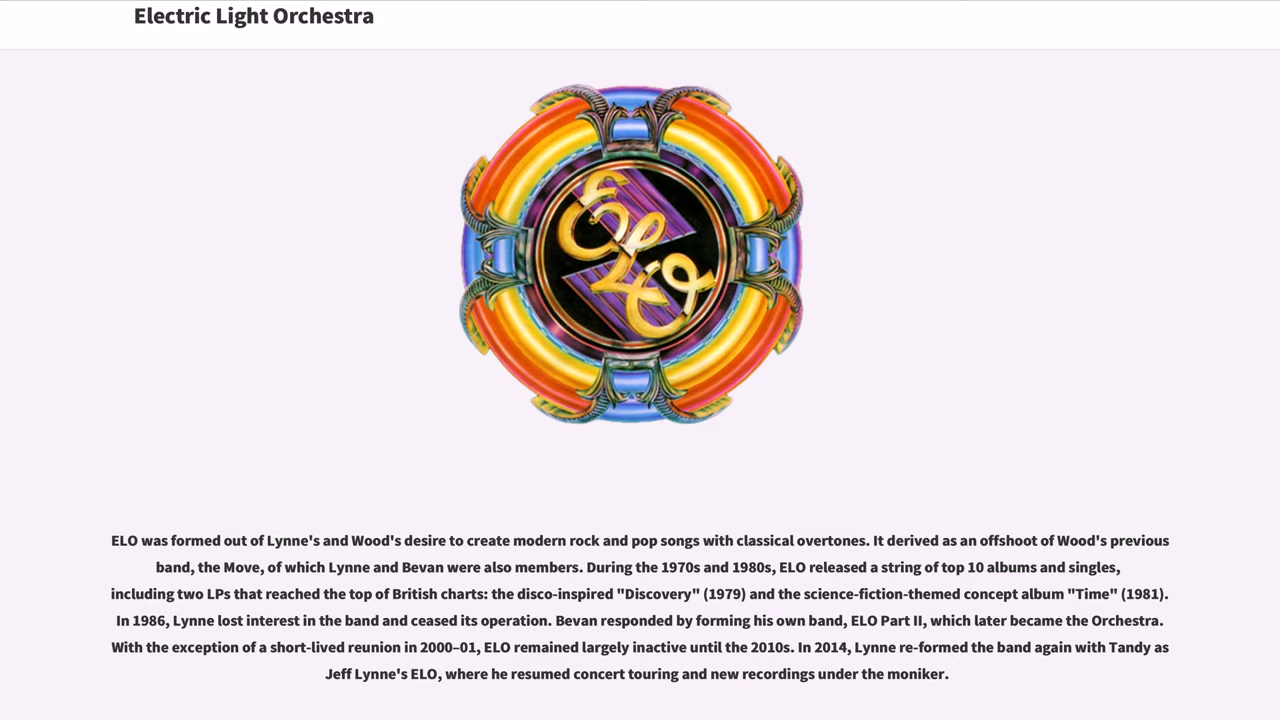 Electric Light Orchestra
ELO
ELO was formed out of Lynne's and Wood's desire to create modern rock and pop songs with classical overtones. It derived as an offshoot of Wood's previous
band, the Move, of which Lynne and Bevan were also members. During the 1970s and 1980s, ELO released a string of top 10 albums and singles,
including two LPs that reached the top of British charts: the disco-inspired "Discovery" (1979) and the science-fiction-themed concept album "Time" (1981).
In 1986, Lynne lost interest in the band and ceased its operation. Bevan responded by forming his own band, ELO Part II, which later became the Orchestra.
With the exception of a short-lived reunion in 2000–01, ELO remained largely inactive until the 2010s. In 2014, Lynne re-formed the band again with Tandy as
Jeff Lynne's ELO, where he resumed concert touring and new recordings under the moniker.